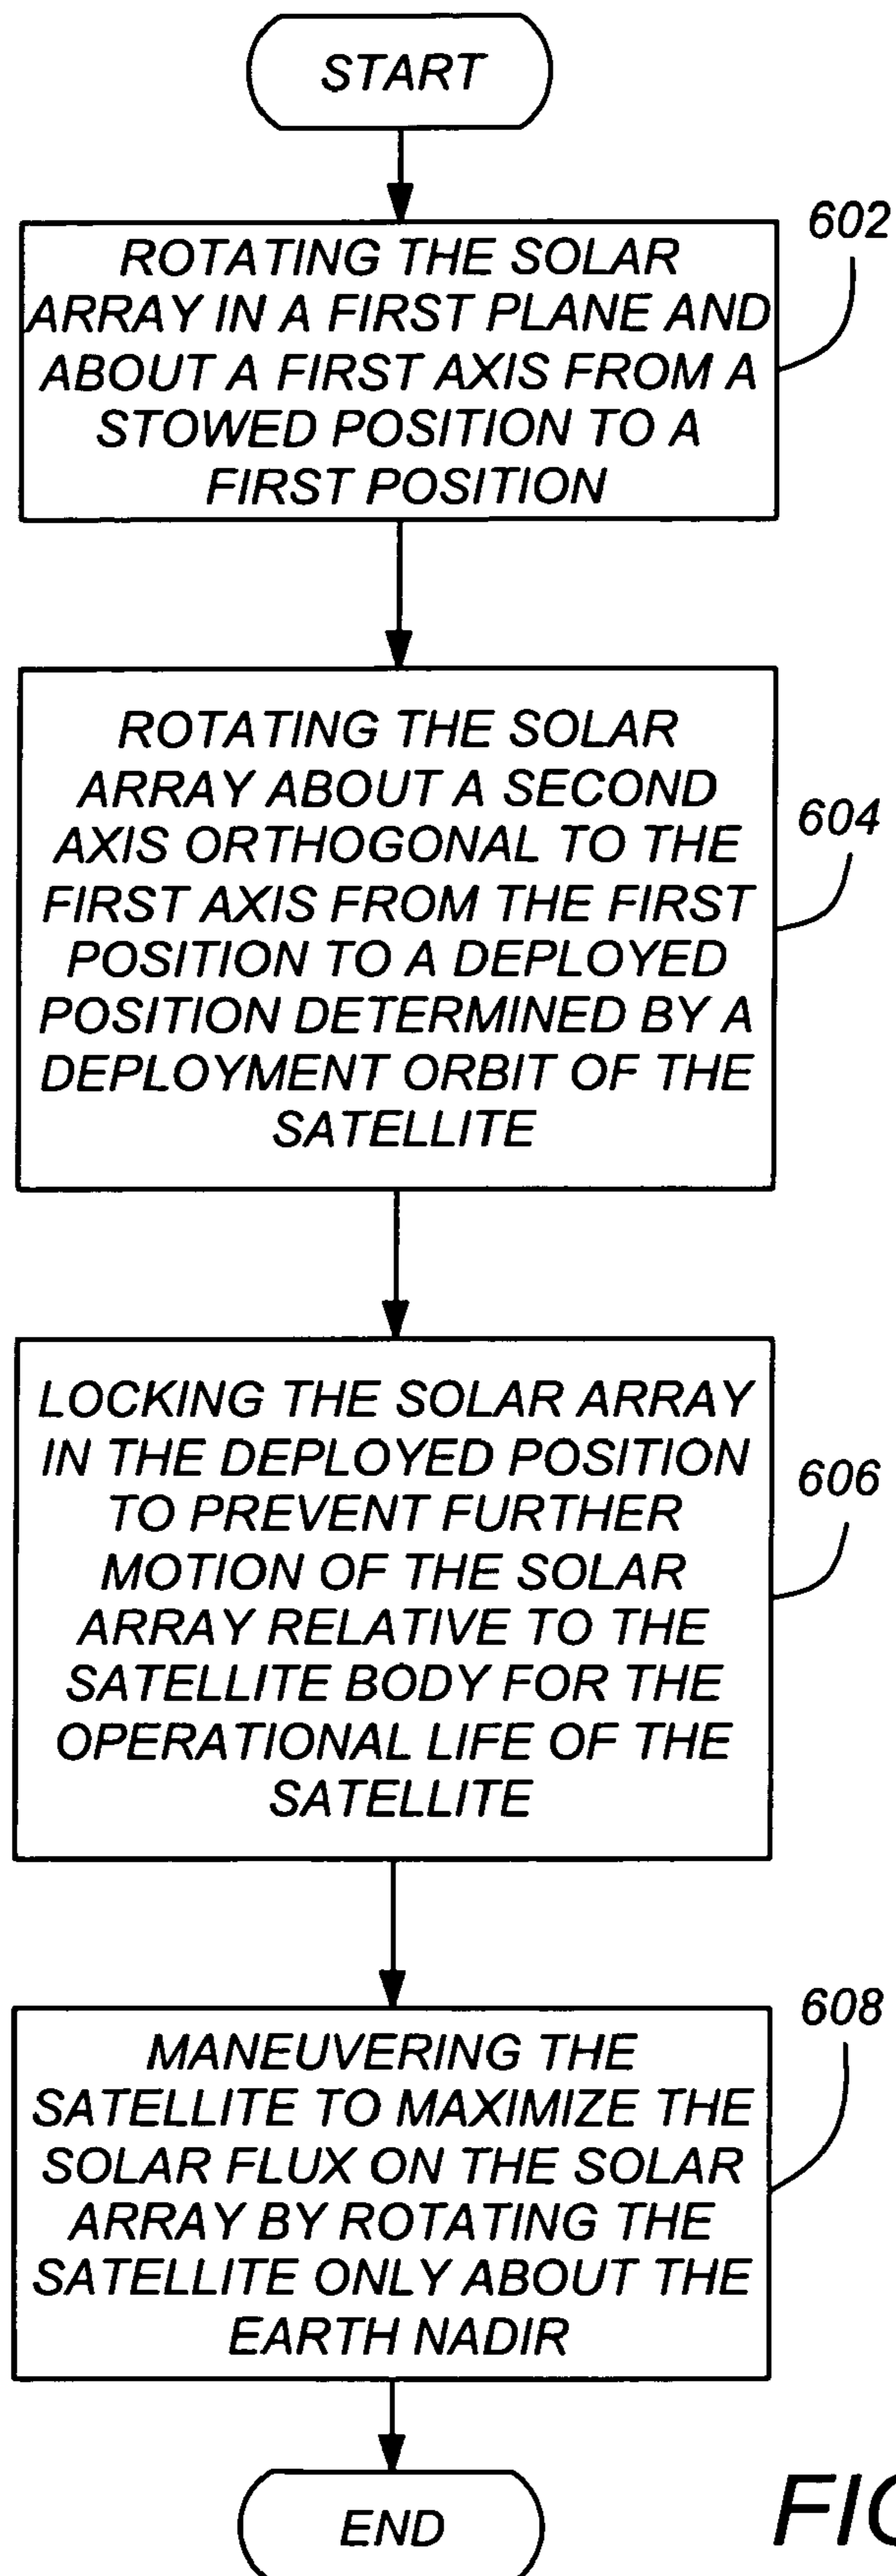 START
602
ROTATING THE SOLAR
ARRAY IN A FIRST PLANE AND
ABOUT A FIRST AXIS FROM A
STOWED POSITION TO A
FIRST POSITION
604
ROTATING THE SOLAR
ARRAY ABOUT A SECOND
AXIS ORTHOGONAL TO THE
FIRST AXIS FROM THE FIRST
POSITION TO A DEPLOYED
POSITION DETERMINED BY A
DEPLOYMENT ORBIT OF THE
SATELLITE
606
LOCKING THE SOLAR ARRAY
IN THE DEPLOYED POSITION
TO PREVENT FURTHER
MOTION OF THE SOLAR
ARRAY RELATIVE TO THE
SATELLITE BODY FOR THE
OPERATIONAL LIFE OF THE
SATELLITE
608
MANEUVERING THE
SATELLITE TO MAXIMIZE THE
SOLAR FLUX ON THE SOLAR
ARRAY BY ROTATING THE
SATELLITE ONLY ABOUT THE
EARTH NADIR
END